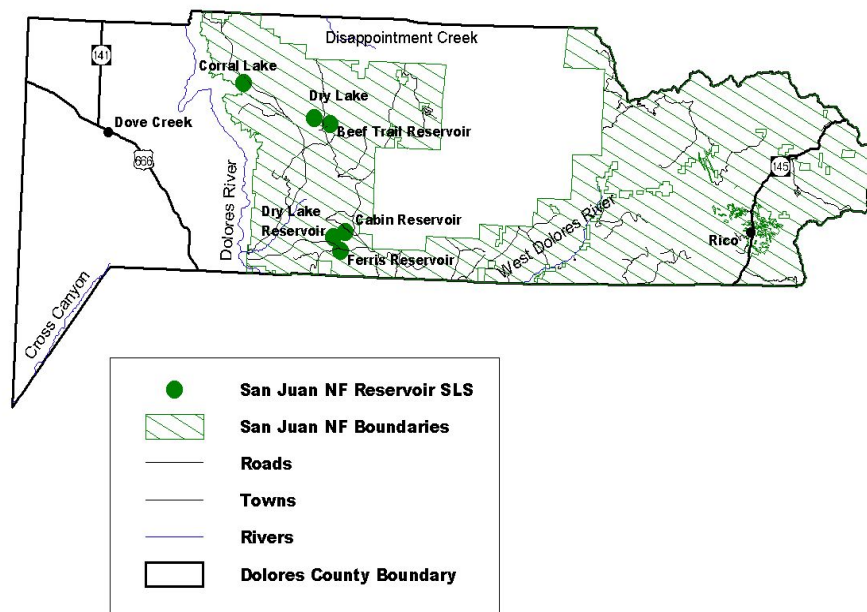 Disappointment Creek
141
Corral Lake
Dry Lake
Dove Creek
Beef Trail Reservoir
666
145
Dolores River
Dry Lake
Reservoir
Cabin Reservoir
West Dolores River
Rico
Ferris Reservoir
Cross Canyon
San Juan NF Reservoir SLS
San Juan NF Boundaries
Roads
Towns
Rivers
Dolores County Boundary